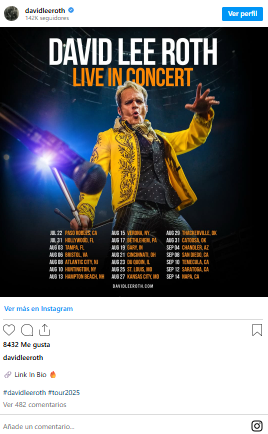 davidleeroth
142K seguidores
Ver perfil
DAVID LEE ROTH
LIVE IN CONCERT
JUL 22 PASO ROBLES, CA
JUL 31 HOLLYWOOD, FL
AUG 03 TAMPA, FL
AUG 06 BRISTOL, VA
AUG 08 ATLANTIC CITY, NJ
AUG 10 HUNTINGTON, NY
AUG 13 HAMPTON BEACH, NH
AUG 15 VERONA, NY
AUG 17 BETHLEHEM, PA
AUG 19 GARY, IN
AUG 21 CINCINNATI, OH
AUG 23 DU QUOIN, IL
AUG 25 ST. LOUIS, MO
AUG 27 KANSAS CITY, MO
AUG 29 THACKERVILLE, OK
AUG 31 CATOOSA, OK
SEP 04 CHANDLER, AZ
SEP 08 SAN DIEGO, CA
SEP 10 TEMECULA, CA
SEP 12 SARATOGA, CA
SEP 14 NAPA, CA
DAVIDLEEROTH.COM
Ver más en Instagram
8432 Me gusta
davidleeroth
Link In Bio
#davidleeroth #tour2025
Ver 482 comentarios
Añade un comentario...